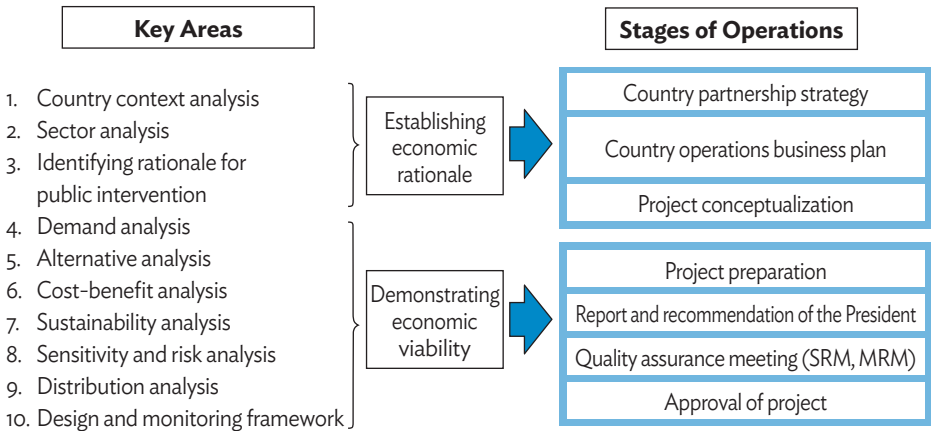 Key Areas
1. Country context analysis
2. Sector analysis
3. Identifying rationale for
public intervention
4. Demand analysis
5. Alternative analysis
6. Cost-benefit analysis
7. Sustainability analysis
8. Sensitivity and risk analysis
9. Distribution analysis
10. Design and monitoring framework
Establishing
economic
rationale
Demonstrating
economic
viability
Stages of Operations
Country partnership strategy
Country operations business plan
Project conceptualization
Project preparation
Report and recommendation of the President
Quality assurance meeting (SRM, MRM)
Approval of project